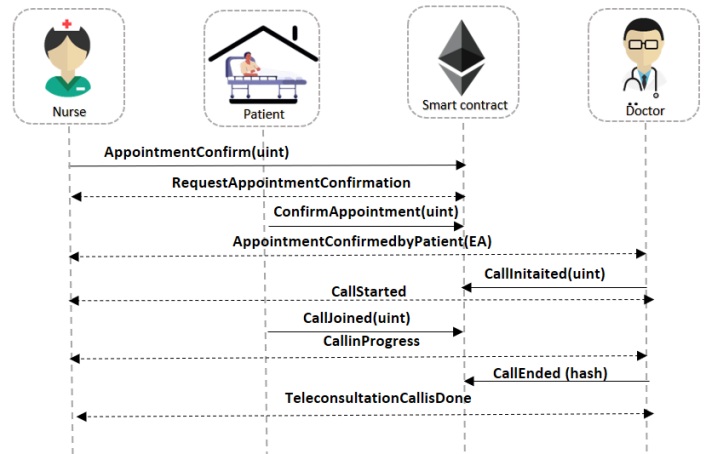 Nurse
Patient
Smart contract
Döctor
AppointmentConfirm(uint)
RequestAppointmentConfirmation
ConfirmAppointment(uint)
AppointmentConfirmedbyPatient(EA)
CallInitaited(uint)
CallStarted
CallJoined(uint)
CallinProgress
CallEnded (hash)
TeleconsultationCallisDone